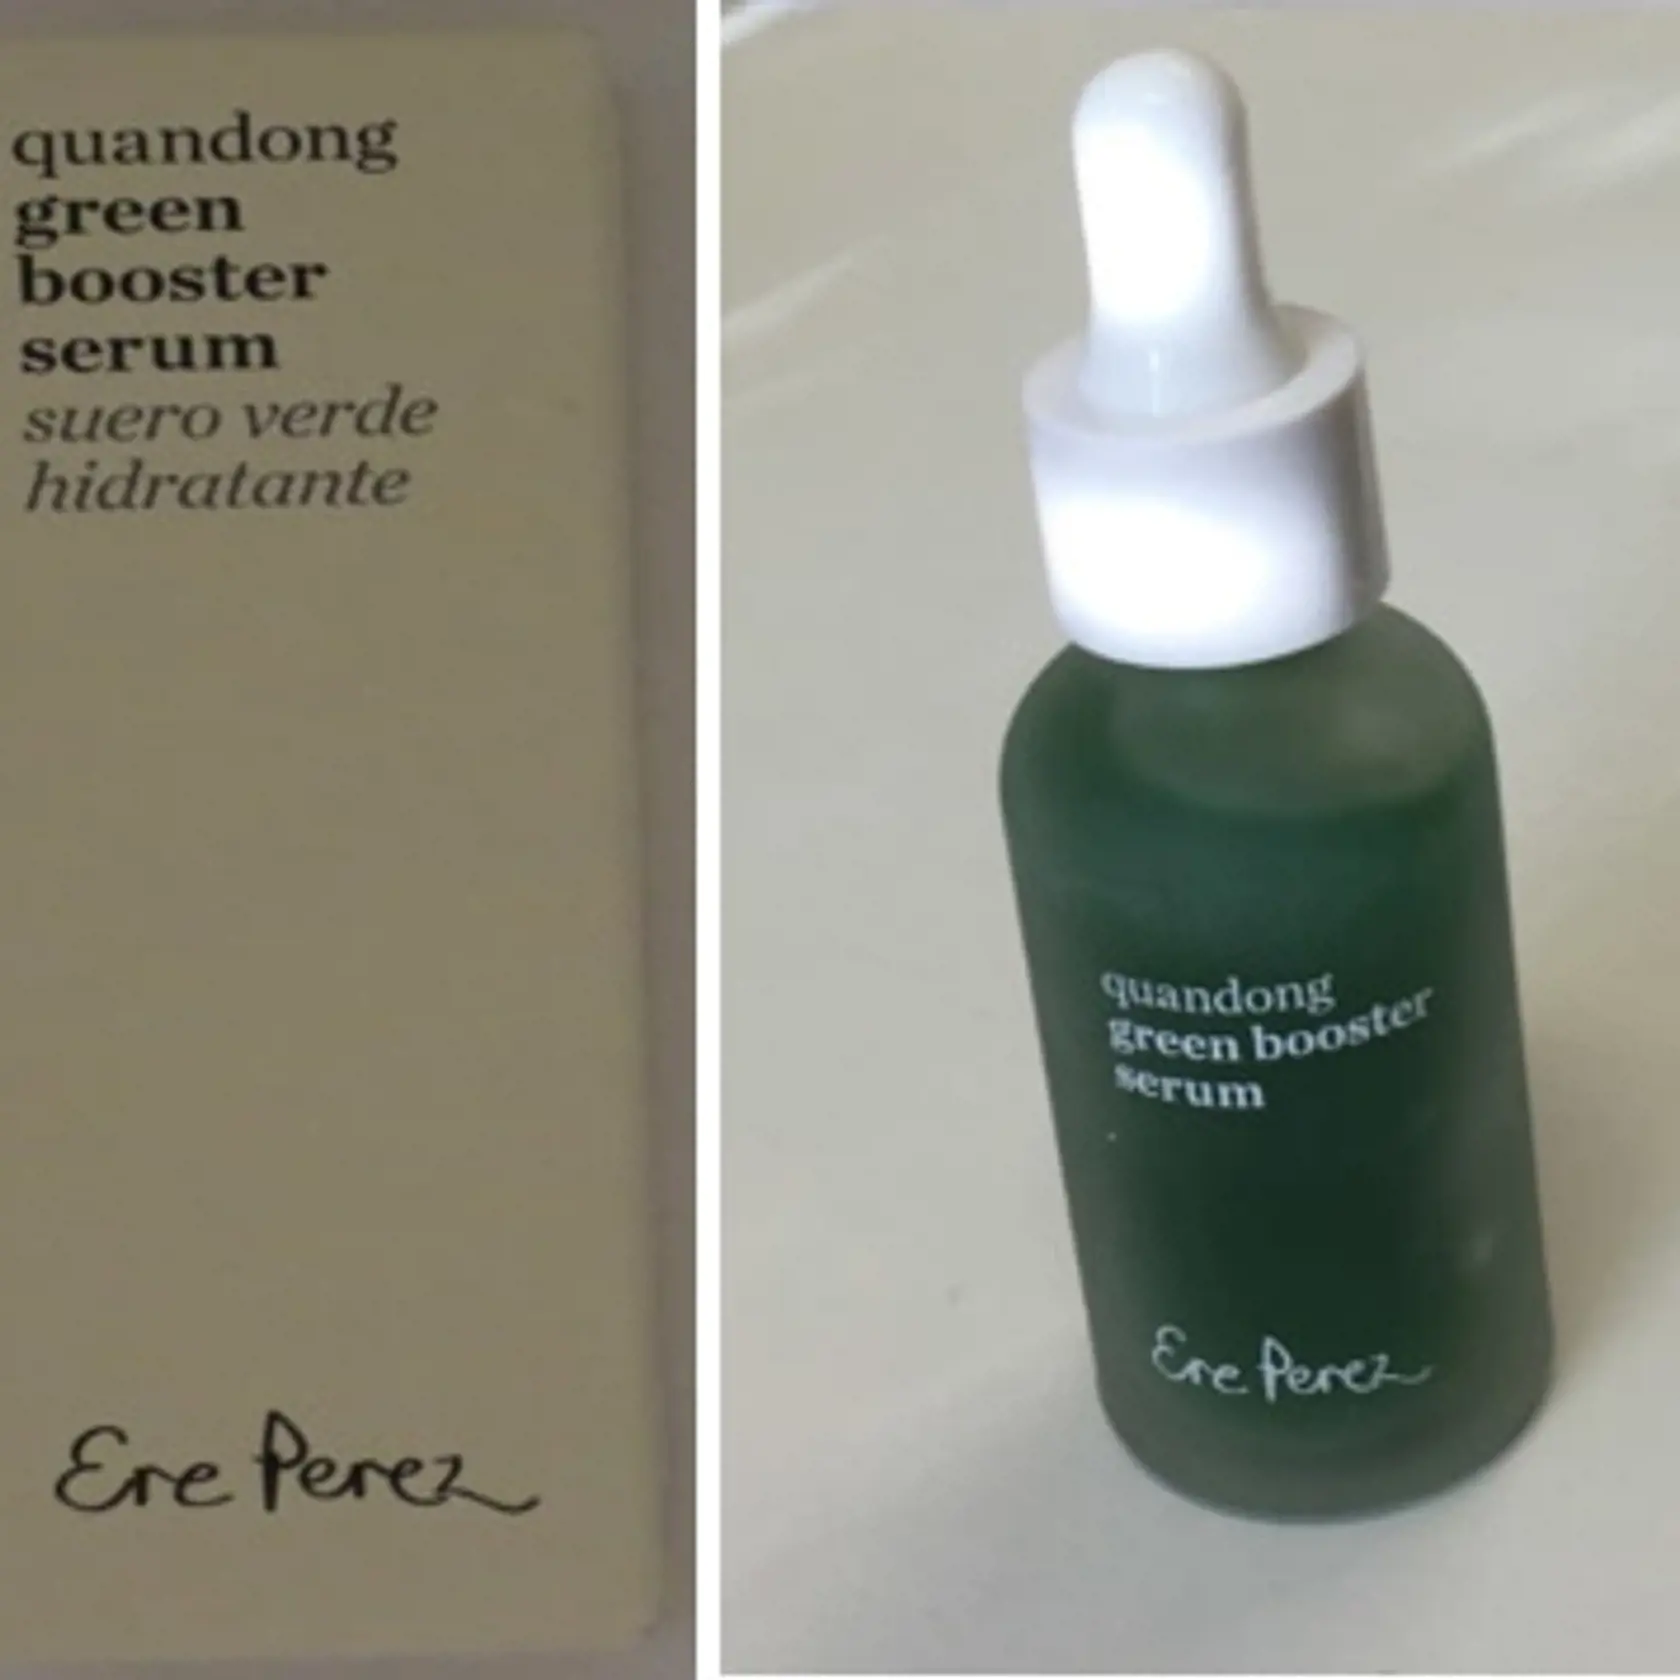 quandong
green
booster
serum
suero verde
hidratante
Ere Perez
quandong
green booster
serum
Ere Perez